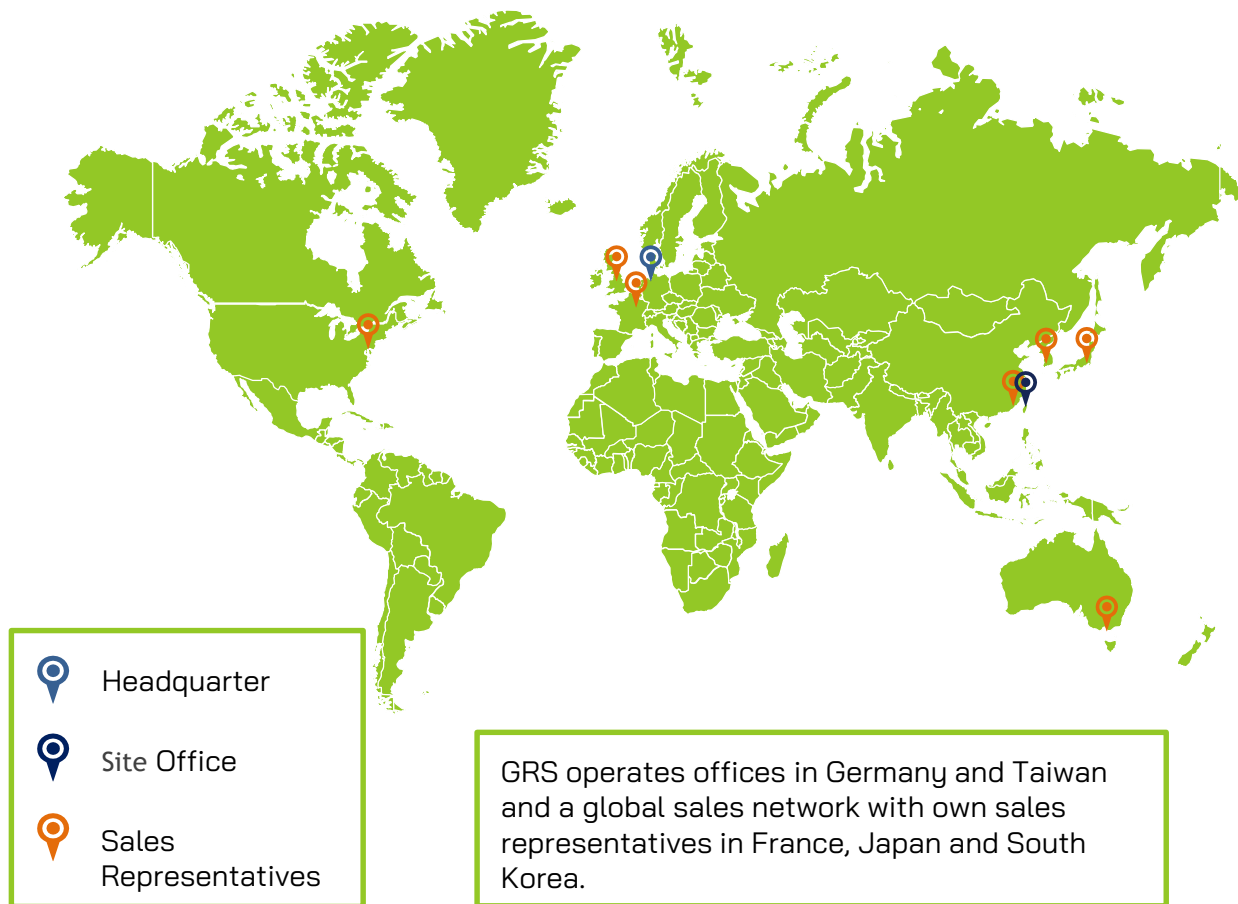 Headquarter
Site Office
Sales
Representatives
GRS operates offices in Germany and Taiwan
and a global sales network with own sales
representatives in France, Japan and South
Korea.